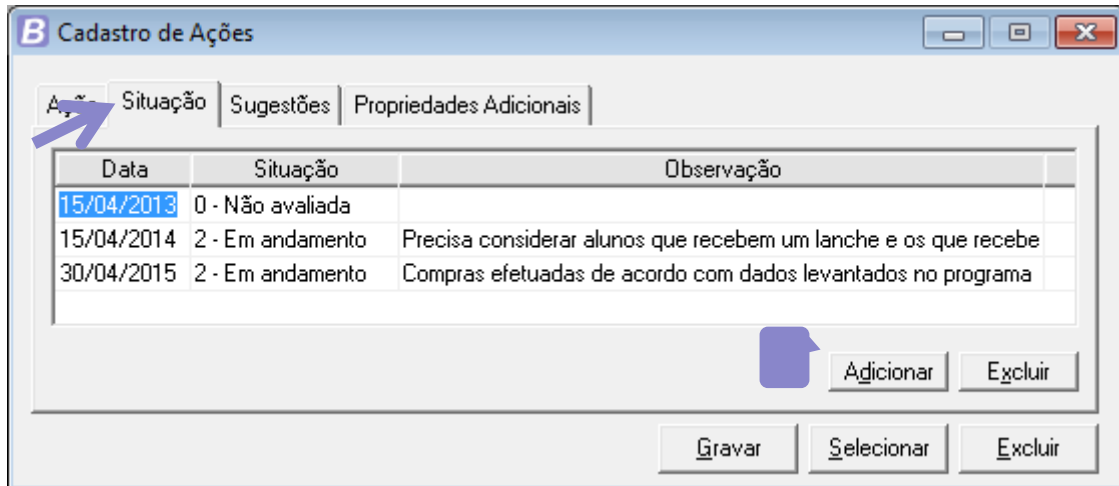 B Cadastro de Ações
Situação Sugestões Propriedades Adicionais
Data Situação Observação
15/04/2013 0 - Não avaliada
15/04/2014 2 - Em andamento Precisa considerar alunos que recebem um lanche e os que recebe
30/04/2015 2 - Em andamento Compras efetuadas de acordo com dados levantados no programa
Adicionar Excluir
Gravar Selecionar Excluir